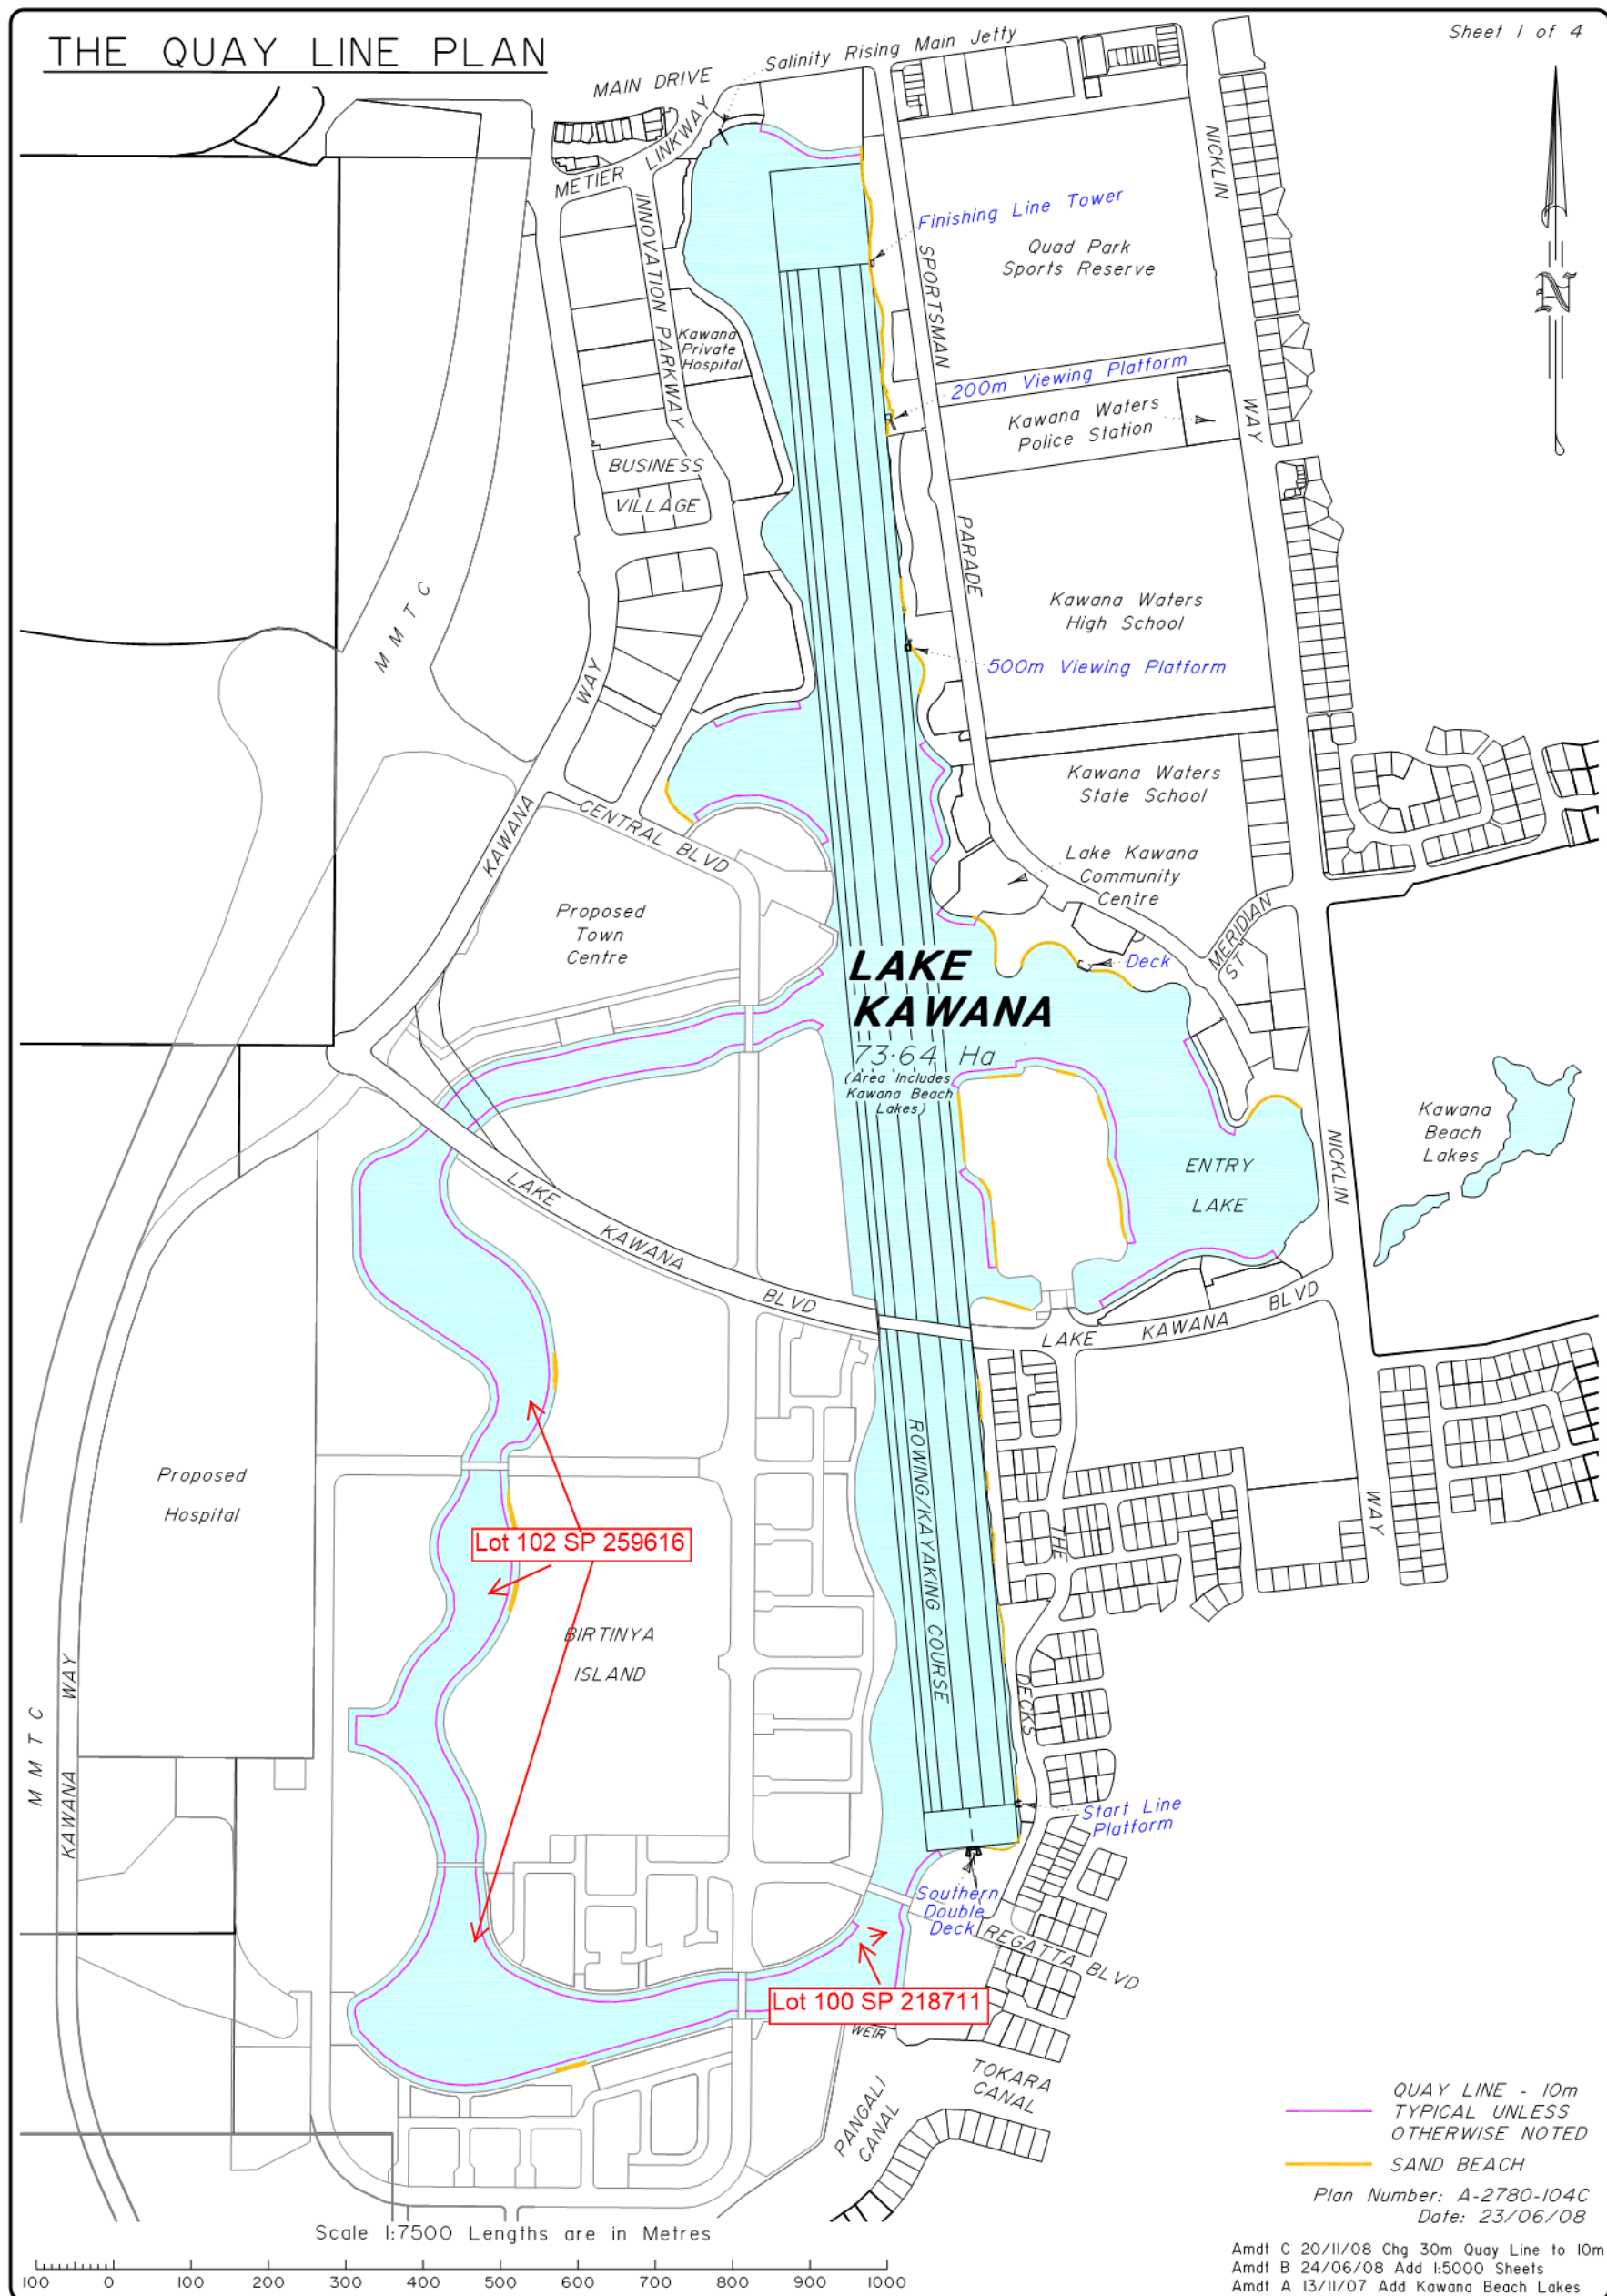 THE QUAY LINE PLAN
Sheet 1 of 4
Salinity Rising Main Jetty
MAIN DRIVE
METIER LINKWAY
NICKLIN
N
INNOVATION PARKWAY
Finishing Line Tower
Quad Park
Sports Reserve
SPORTSMAN
Kawana
Private
Hospital
200m Viewing Platform
Kawana Waters
Police Station
WAY
BUSINESS
VILLAGE
PARADE
M M T C
Kawana Waters
High School
500m Viewing Platform
WAY
Kawana Waters
State School
KAWANA
CENTRAL BLVD
Lake Kawana
Community
Centre
Proposed
Town
Centre
MERIDIAN
ST
Deck
LAKE
KAWANA
73·64 Ha
(Area Includes
Kawana Beach
Lakes)
Kawana
Beach
Lakes
NICKLIN
ENTRY
LAKE
LAKE KAWANA BLVD
LAKE KAWANA BLVD
ROWING/KAYAKING COURSE
Proposed
Hospital
WAY
Lot 102 SP 259616
THE
BIRTINYA
ISLAND
DECKS
M M T C
KAWANA WAY
Start Line
Platform
Southern
Double
Deck
REGATTA BLVD
Lot 100 SP 218711
WEIR
TOKARA
CANAL
PANGALI
CANAL
QUAY LINE - 10m
TYPICAL UNLESS
OTHERWISE NOTED
SAND BEACH
Plan Number: A-2780-104C
Date: 23/06/08
Scale 1:7500 Lengths are in Metres
Amdt C 20/11/08 Chg 30m Quay Line to 10m
Amdt B 24/06/08 Add 1:5000 Sheets
Amdt A 13/11/07 Add Kawana Beach Lakes
100 0 100 200 300 400 500 600 700 800 900 1000